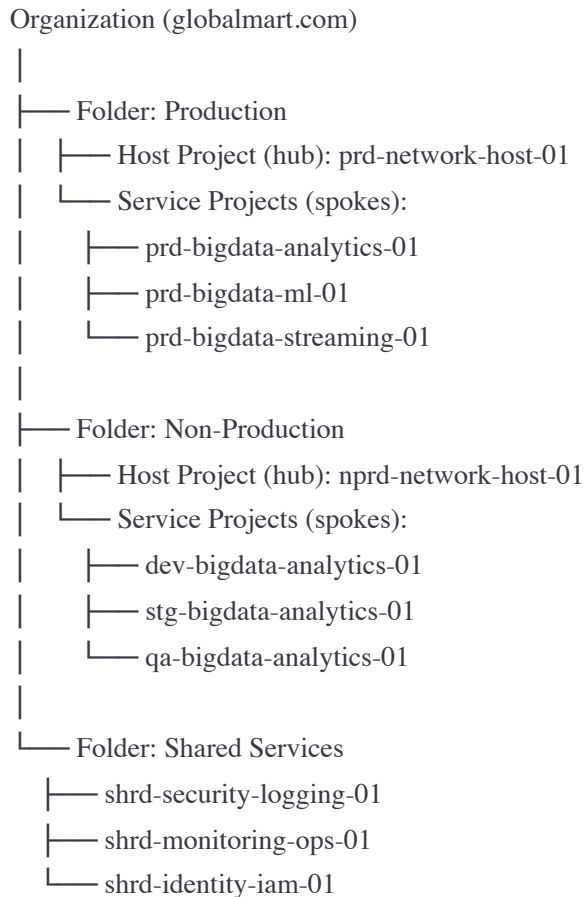 Organization (globalmart.com)
│
├── Folder: Production
│ ├── Host Project (hub): prd-network-host-01
│ └── Service Projects (spokes):
│ ├── prd-bigdata-analytics-01
│ ├── prd-bigdata-ml-01
│ └── prd-bigdata-streaming-01
│
├── Folder: Non-Production
│ ├── Host Project (hub): nprd-network-host-01
│ └── Service Projects (spokes):
│ ├── dev-bigdata-analytics-01
│ ├── stg-bigdata-analytics-01
│ └── qa-bigdata-analytics-01
│
└── Folder: Shared Services
├── shrd-security-logging-01
├── shrd-monitoring-ops-01
└── shrd-identity-iam-01